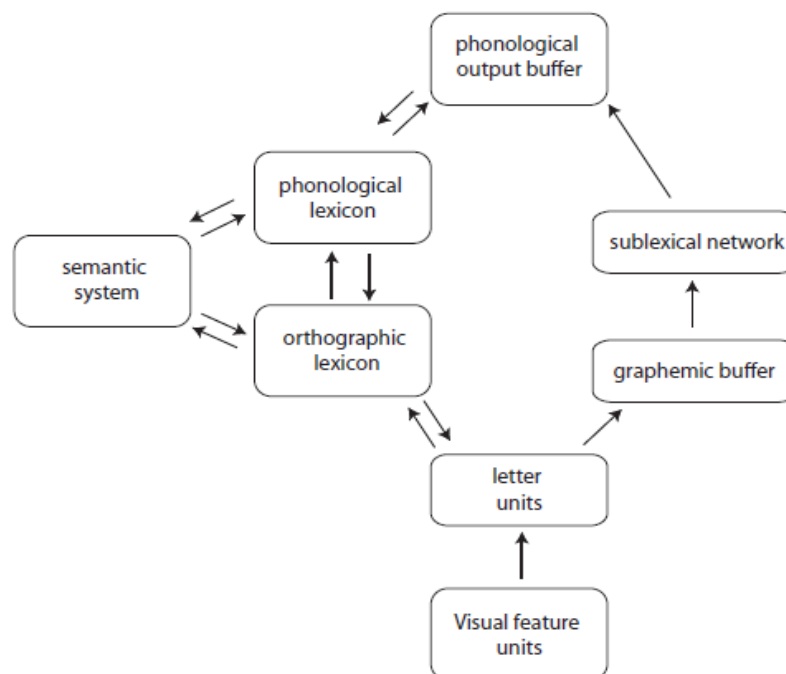 phonological
output buffer
phonological
lexicon
sublexical network
semantic
system
orthographic
lexicon
graphemic buffer
letter
units
Visual feature
units